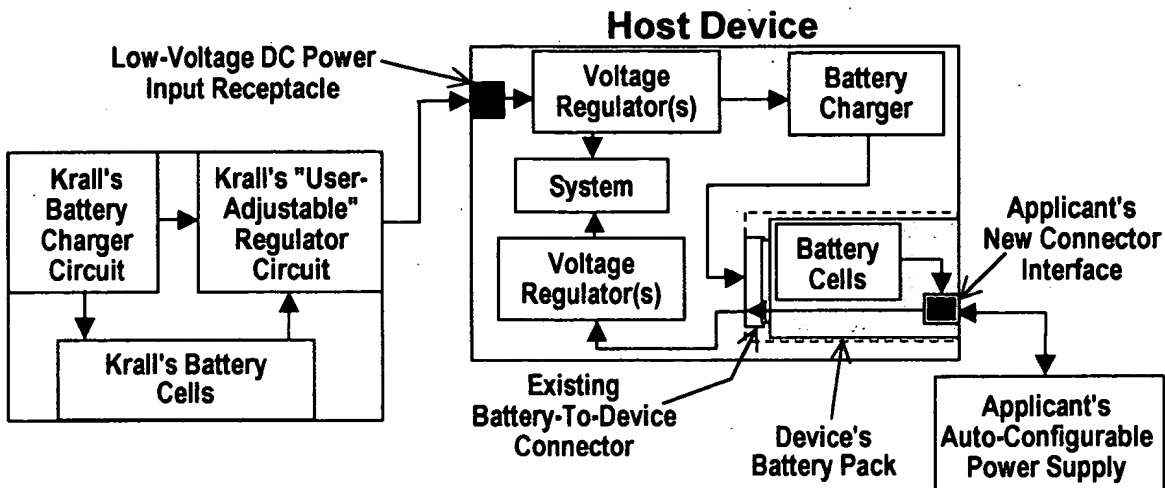 Host Device
Low-Voltage DC Power
Input Receptacle
Voltage
Regulator(s)
Battery
Charger
Krall's
Battery
Charger
Circuit
Krall's "User-
Adjustable"
Regulator
Circuit
System
Applicant's
New Connector
Interface
Battery
Cells
Voltage
Regulator(s)
Krall's Battery
Cells
Existing
Battery-To-Device
Connector
Device's
Battery Pack
Applicant's
Auto-Configurable
Power Supply